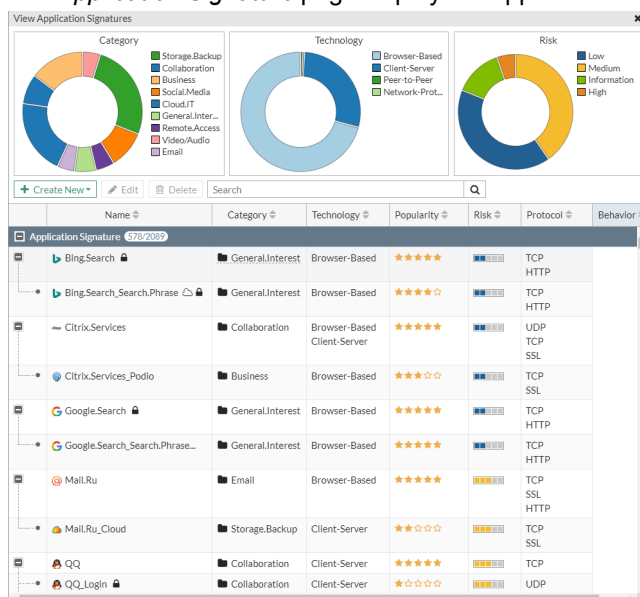 View Application Signatures
Category
Storage.Backup
Collaboration
Business
Social.Media
Cloud.IT
General.Inter...
Remote.Access
Video/Audio
Email
Technology
Browser-Based
Client-Server
Peer-to-Peer
Network-Prot...
Risk
Low
Medium
Information
High
+ Create New Edit Delete Search
Name Category Technology Popularity Risk Protocol Behavior
Application Signature 578/2089
Bing.Search General.Interest Browser-Based TCP
HTTP
Bing.Search_Search.Phrase General.Interest Browser-Based TCP
HTTP
Citrix.Services Collaboration Browser-Based UDP
Client-Server TCP
SSL
Citrix.Services_Podio Business Browser-Based TCP
SSL
Google.Search General.Interest Browser-Based TCP
HTTP
Google.Search_Search.Phrase... General.Interest Browser-Based TCP
HTTP
Mail.Ru Email Browser-Based TCP
SSL
HTTP
Mail.Ru_Cloud Storage.Backup Client-Server TCP
SSL
QQ Collaboration Client-Server TCP
QQ_Login Collaboration Client-Server UDP